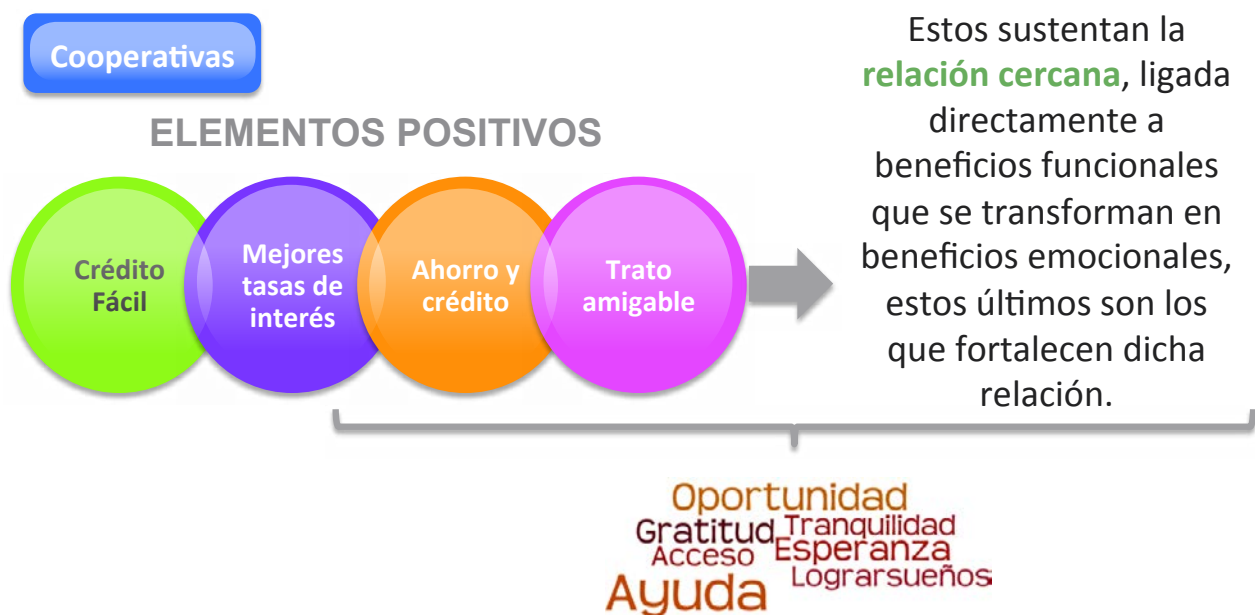 Cooperativas
ELEMENTOS POSITIVOS
Crédito
Fácil
Mejores
tasas de
interés
Ahorro y
crédito
Trato
amigable
Estos sustentan la
relación cercana, ligada
directamente a
beneficios funcionales
que se transforman en
beneficios emocionales,
estos últimos son los
que fortalecen dicha
relación.
Oportunidad
Gratitud Tranquilidad
Acceso Esperanza
Lograrsueños
Ayuda